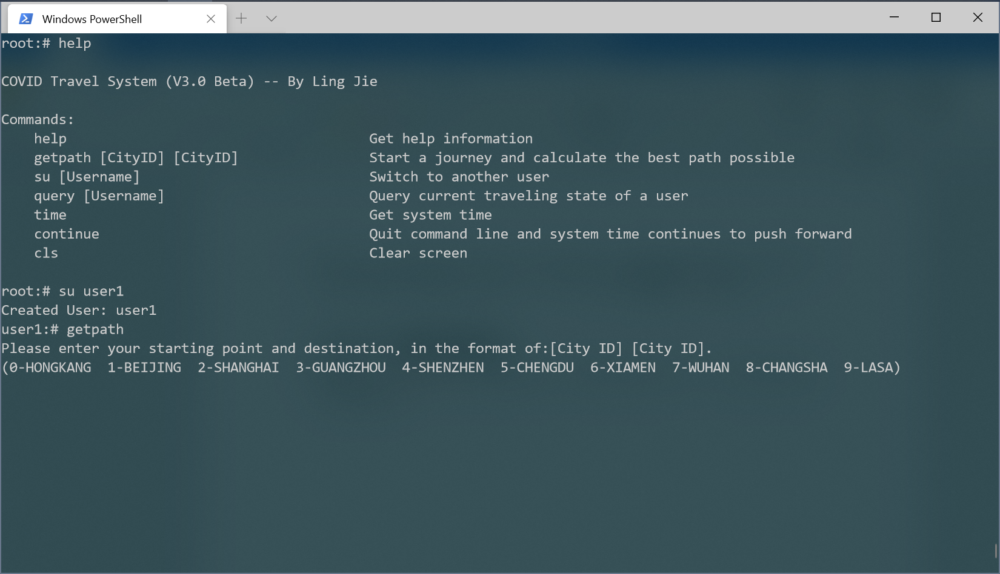 Windows PowerShell
root:# help
COVID Travel System (V3.0 Beta) -- By Ling Jie
Commands:
help Get help information
getpath [CityID] [CityID] Start a journey and calculate the best path possible
su [Username] Switch to another user
query [Username] Query current traveling state of a user
time Get system time
continue Quit command line and system time continues to push forward
cls Clear screen
root:# su user1
Created User: user1
user1:# getpath
Please enter your starting point and destination, in the format of:[City ID] [City ID].
(0-HONGKANG 1-BEIJING 2-SHANGHAI 3-GUANGZHOU 4-SHENZHEN 5-CHENGDU 6-XIAMEN 7-WUHAN 8-CHANGSHA 9-LASA)